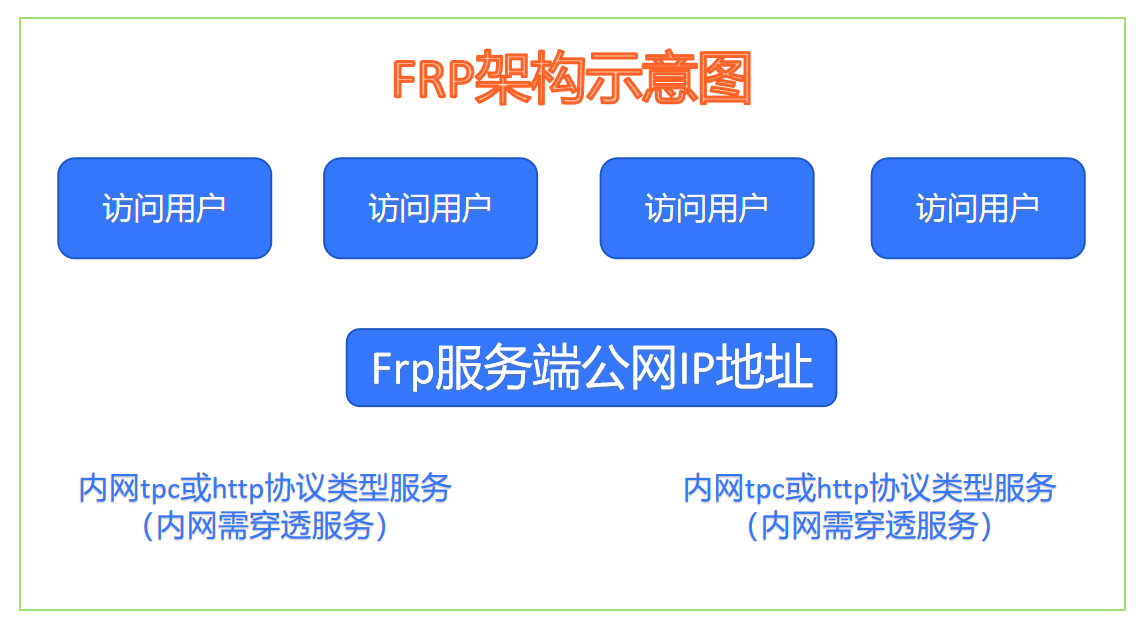 FRP架构示意图
访问用户
访问用户
访问用户
访问用户
Frp服务端公网IP地址
内网tpc或http协议类型服务
（内网需穿透服务）
内网tpc或http协议类型服务
（内网需穿透服务）